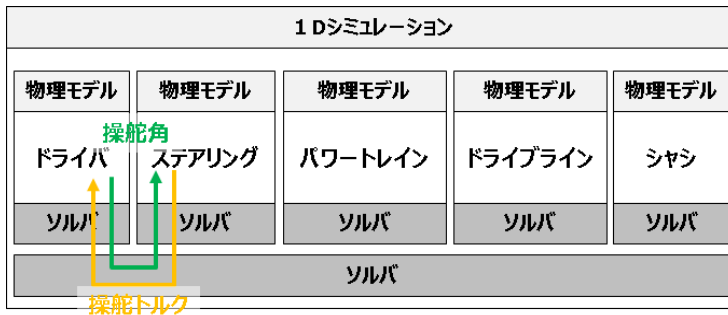 １Dシミュレーション
物理モデル 物理モデル 物理モデル 物理モデル 物理モデル
操舵角
ドライバ ステアリング パワートレイン ドライブライン シャシ
ソルバ ソルバ ソルバ ソルバ ソルバ
ソルバ
操舵トルク